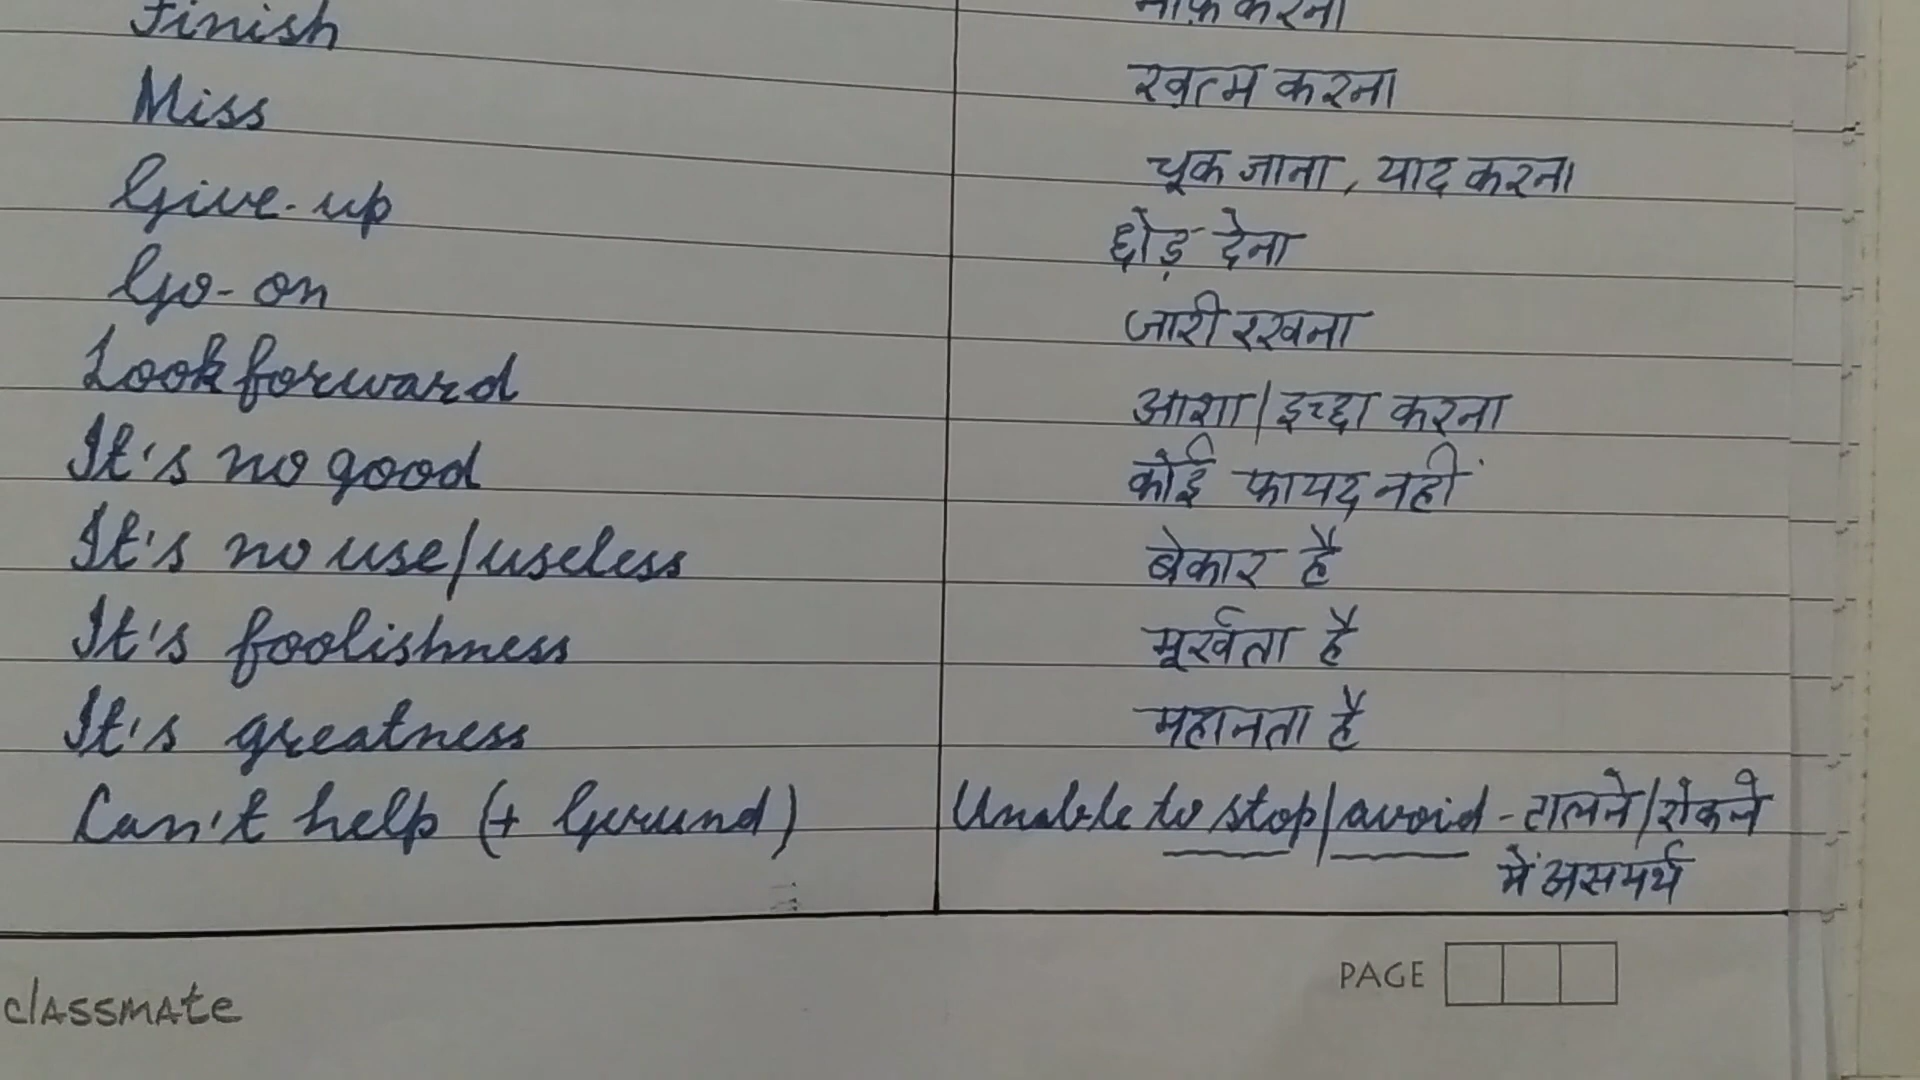 Finish
माफ़ करना
Miss
ख़त्म करना
Give-up
चूक जाना, याद करना
Go-on
छोड़ देना
Look forward
जारी रखना
It's no good
आशा/इच्छा करना
It's no use/useless
कोई फायद नहीं
It's foolishness
बेकार है
It's greatness
मूर्खता है
महानता है
Can't help (+ Gerund)
Unable to stop/avoid - टालने/रोकने
में असमर्थ
PAGE
classmate